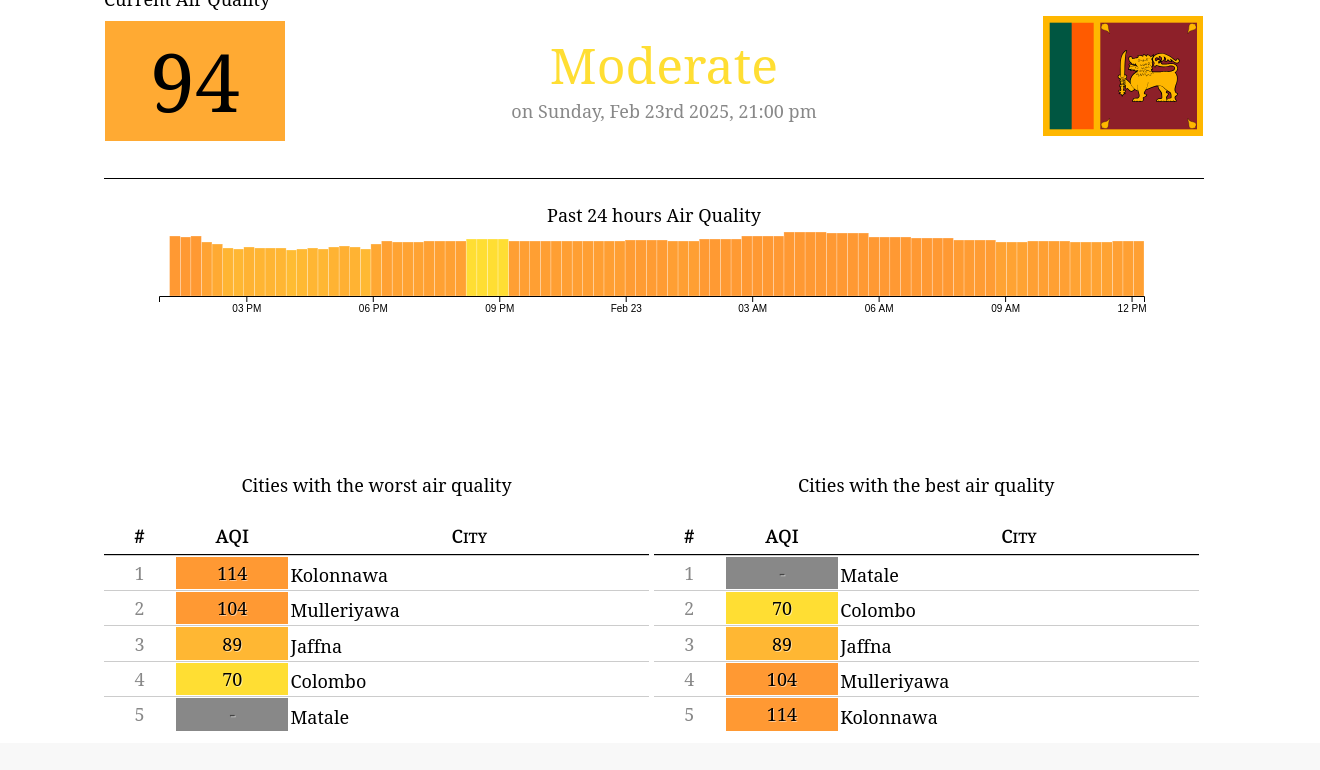 Current Air Quality
94
Moderate
on Sunday, Feb 23rd 2025, 21:00 pm
Past 24 hours Air Quality
03 PM 06 PM 09 PM Feb 23 03 AM 06 AM 09 AM 12 PM
Cities with the worst air quality
# AQI City
1 114 Kolonnawa
2 104 Mulleriyawa
3 89 Jaffna
4 70 Colombo
5 - Matale
Cities with the best air quality
# AQI City
1 - Matale
2 70 Colombo
3 89 Jaffna
4 104 Mulleriyawa
5 114 Kolonnawa